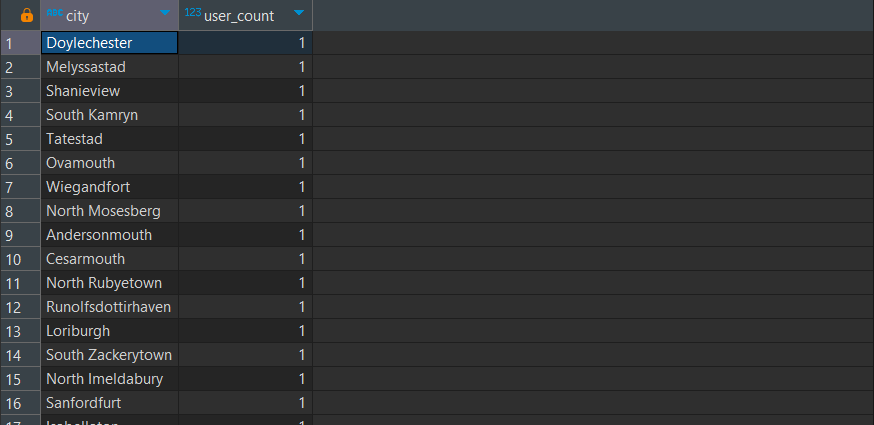 ABC city 123 user_count
1 Doylechester 1
2 Melyssastad 1
3 Shanieview 1
4 South Kamryn 1
5 Tatestad 1
6 Ovamouth 1
7 Wiegandfort 1
8 North Mosesberg 1
9 Andersonmouth 1
10 Cesarmouth 1
11 North Rubyetown 1
12 Runolfsdottirhaven 1
13 Loriburgh 1
14 South Zackerytown 1
15 North Imeldabury 1
16 Sanfordfurt 1
17 1